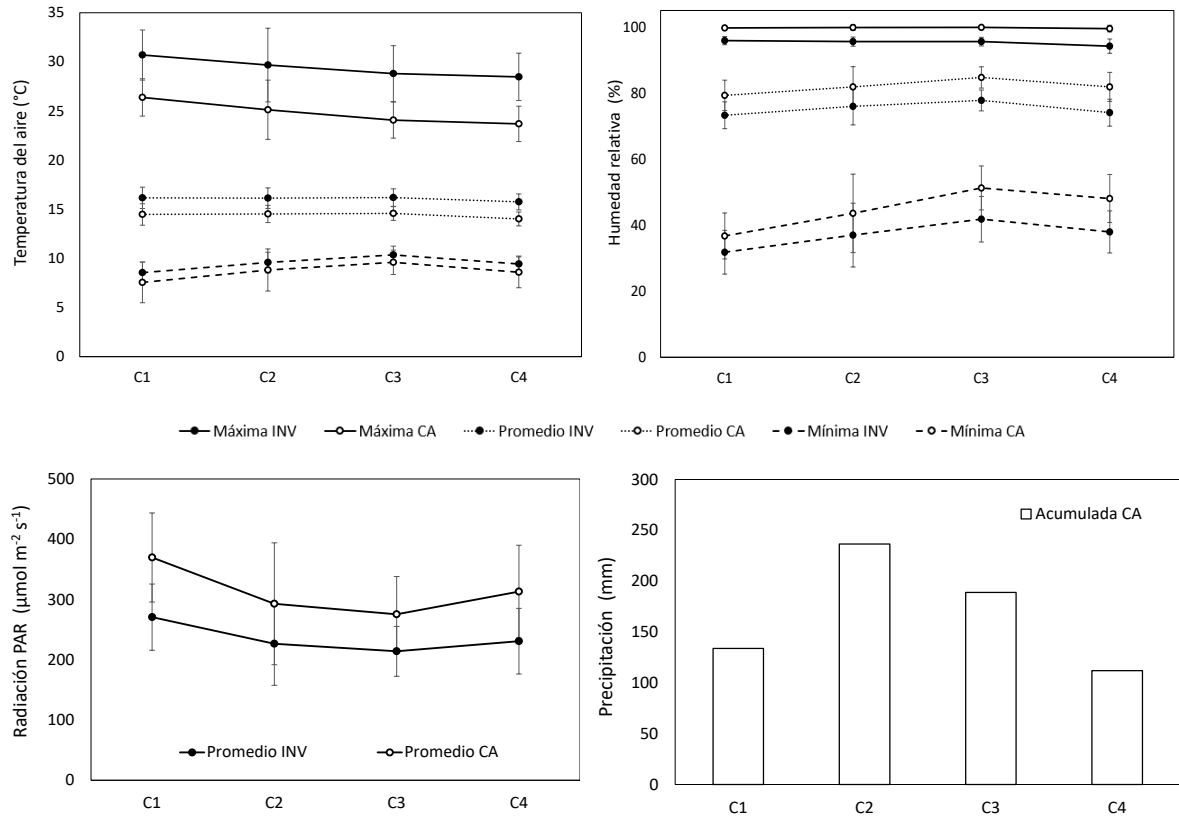 Temperatura del aire (°C)
35
30
25
20
15
10
5
0
C1 C2 C3 C4
Humedad relativa (%)
100
80
60
40
20
0
C1 C2 C3 C4
Máxima INV Máxima CA Promedio INV Promedio CA Mínima INV Mínima CA
Radiación PAR (µmol m⁻² s⁻¹)
500
400
300
200
100
0
Promedio INV Promedio CA
C1 C2 C3 C4
Precipitación (mm)
300
250
200
150
100
50
0
Acumulada CA
C1 C2 C3 C4